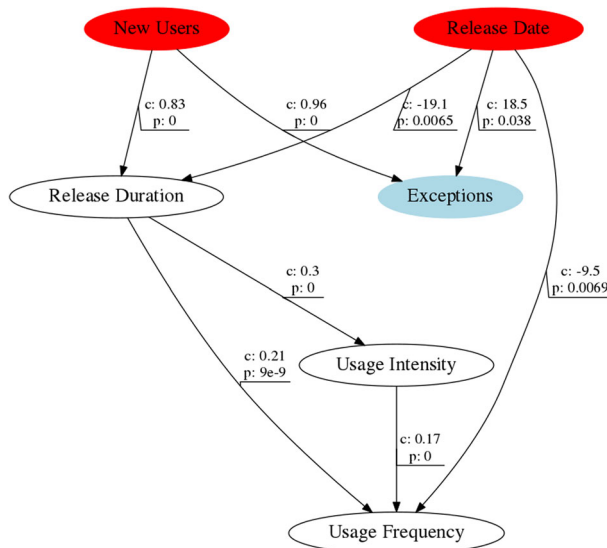 New Users
Release Date
c: 0.83
p: 0
c: 0.96
p: 0
c: -19.1
p: 0.0065
c: 18.5
p: 0.038
Release Duration
Exceptions
c: 0.3
p: 0
c: -9.5
p: 0.0069
c: 0.21
p: 9e-9
Usage Intensity
c: 0.17
p: 0
Usage Frequency